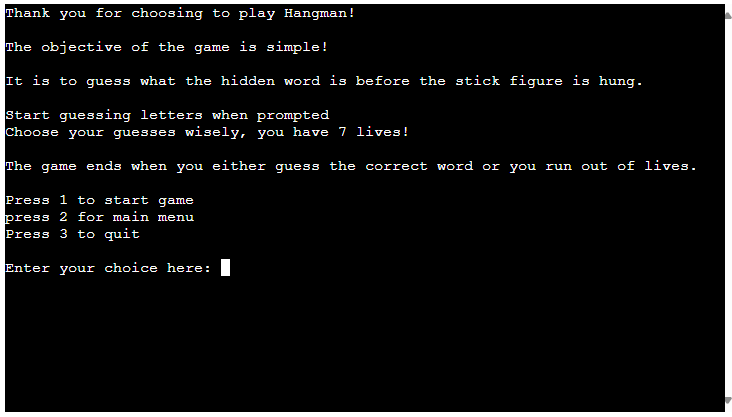 Thank you for choosing to play Hangman!
The objective of the game is simple!
It is to guess what the hidden word is before the stick figure is hung.
Start guessing letters when prompted
Choose your guesses wisely, you have 7 lives!
The game ends when you either guess the correct word or you run out of lives.
Press 1 to start game
press 2 for main menu
Press 3 to quit
Enter your choice here: